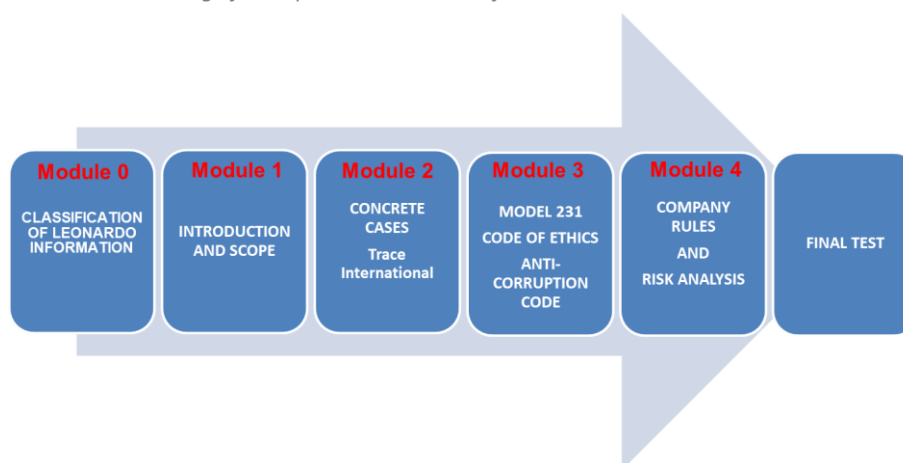 Module 0
CLASSIFICATION
OF LEONARDO
INFORMATION
Module 1
INTRODUCTION
AND SCOPE
Module 2
CONCRETE
CASES
Trace
International
Module 3
MODEL 231
CODE OF ETHICS
ANTI-
CORRUPTION
CODE
Module 4
COMPANY
RULES
AND
RISK ANALYSIS
FINAL TEST